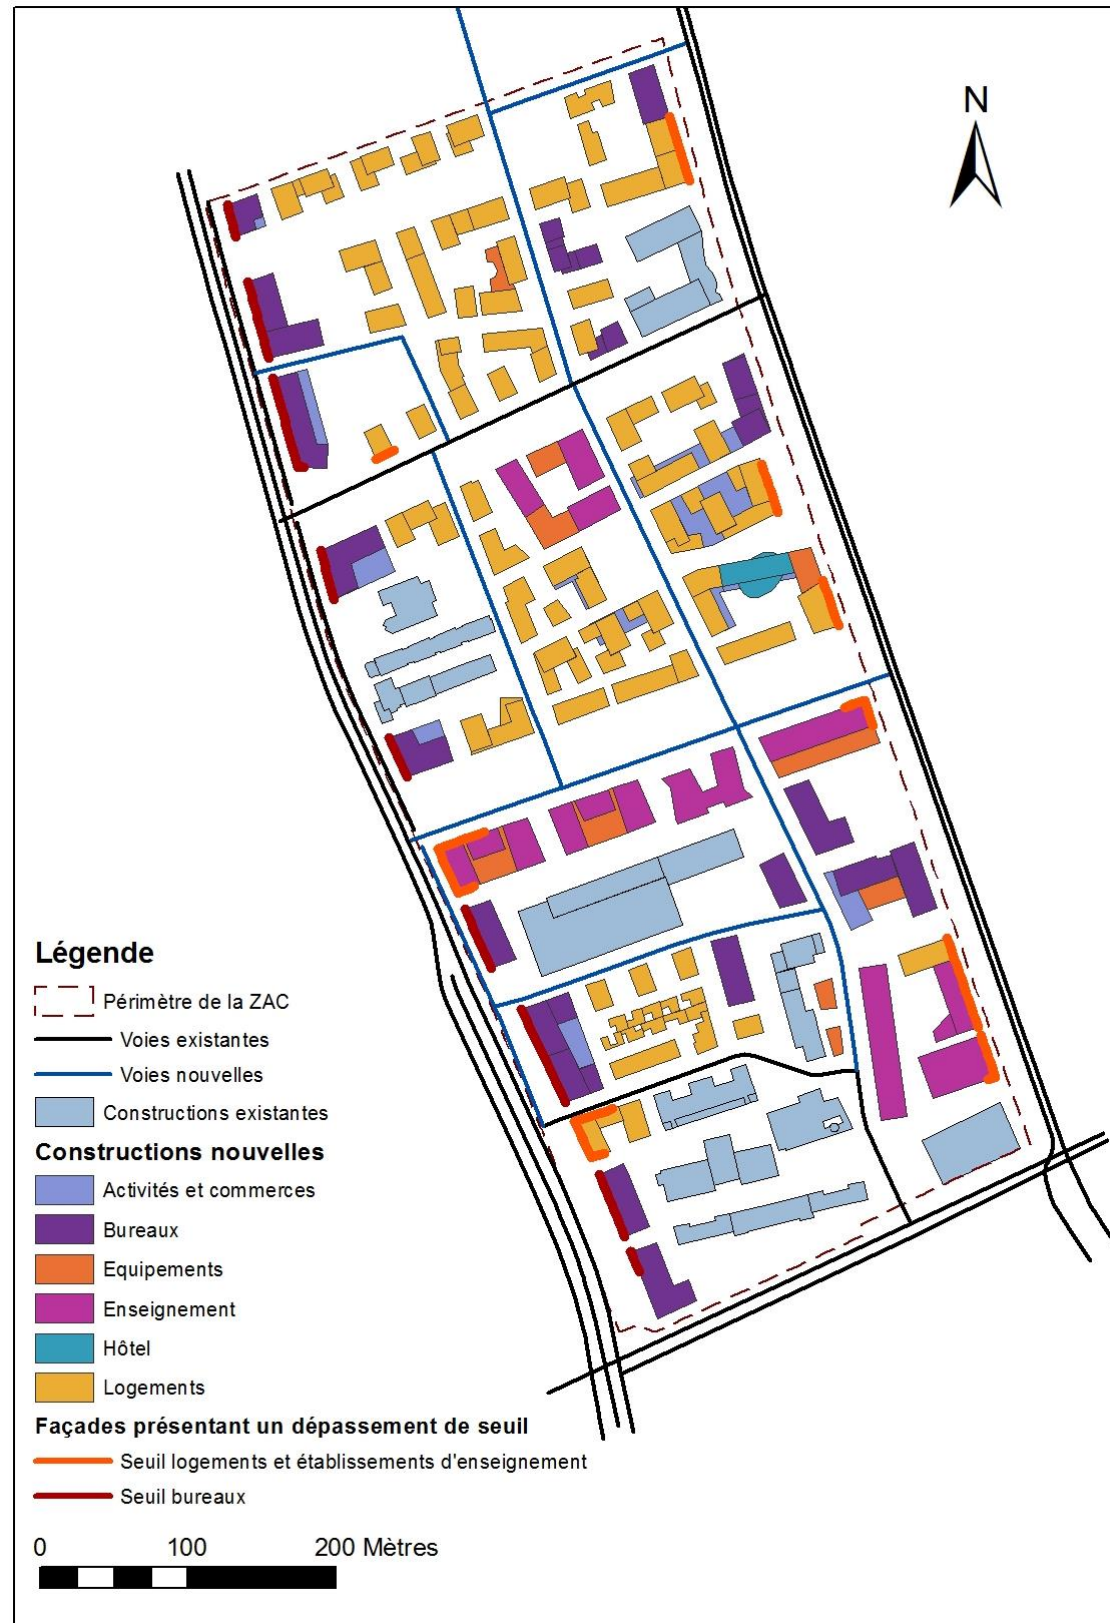 N
Légende
Périmètre de la ZAC
Voies existantes
Voies nouvelles
Constructions existantes
Constructions nouvelles
Activités et commerces
Bureaux
Equipements
Enseignement
Hôtel
Logements
Façades présentant un dépassement de seuil
Seuil logements et établissements d'enseignement
Seuil bureaux
0 100 200 Mètres